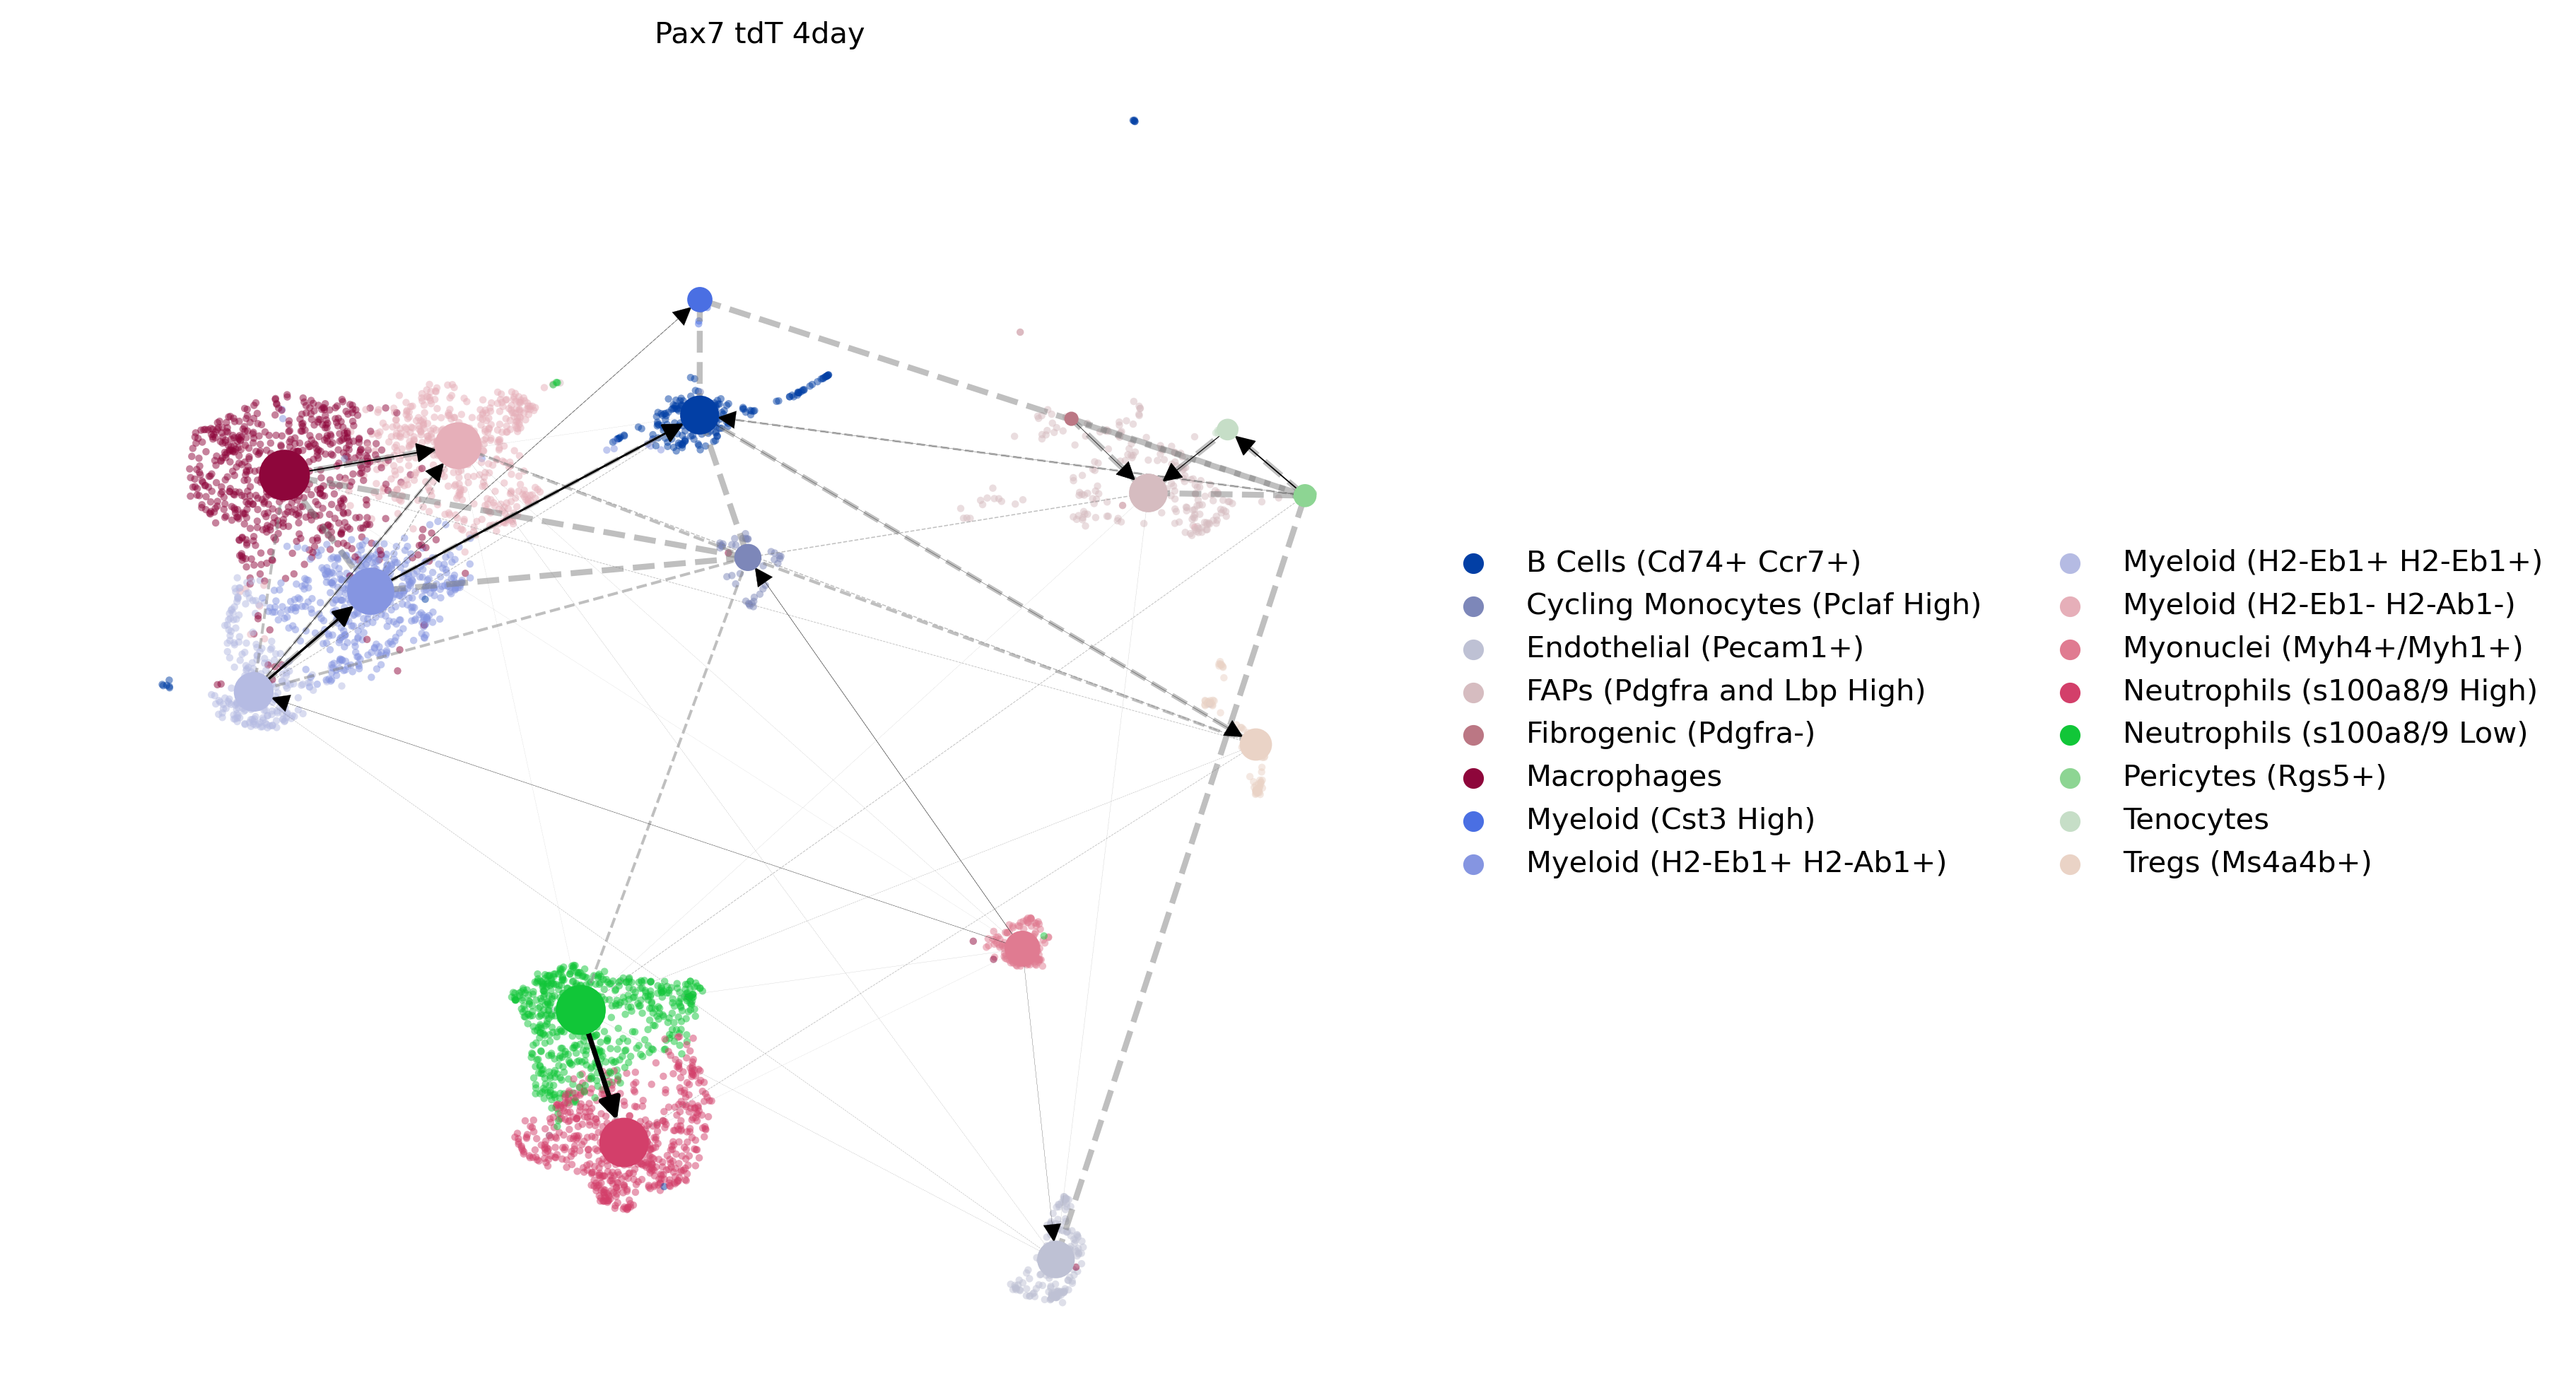 Pax7 tdT 4day
B Cells (Cd74+ Ccr7+)
Cycling Monocytes (Pclaf High)
Endothelial (Pecam1+)
FAPs (Pdgfra and Lbp High)
Fibrogenic (Pdgfra-)
Macrophages
Myeloid (Cst3 High)
Myeloid (H2-Eb1+ H2-Ab1+)
Myeloid (H2-Eb1+ H2-Eb1+)
Myeloid (H2-Eb1- H2-Ab1-)
Myonuclei (Myh4+/Myh1+)
Neutrophils (s100a8/9 High)
Neutrophils (s100a8/9 Low)
Pericytes (Rgs5+)
Tenocytes
Tregs (Ms4a4b+)